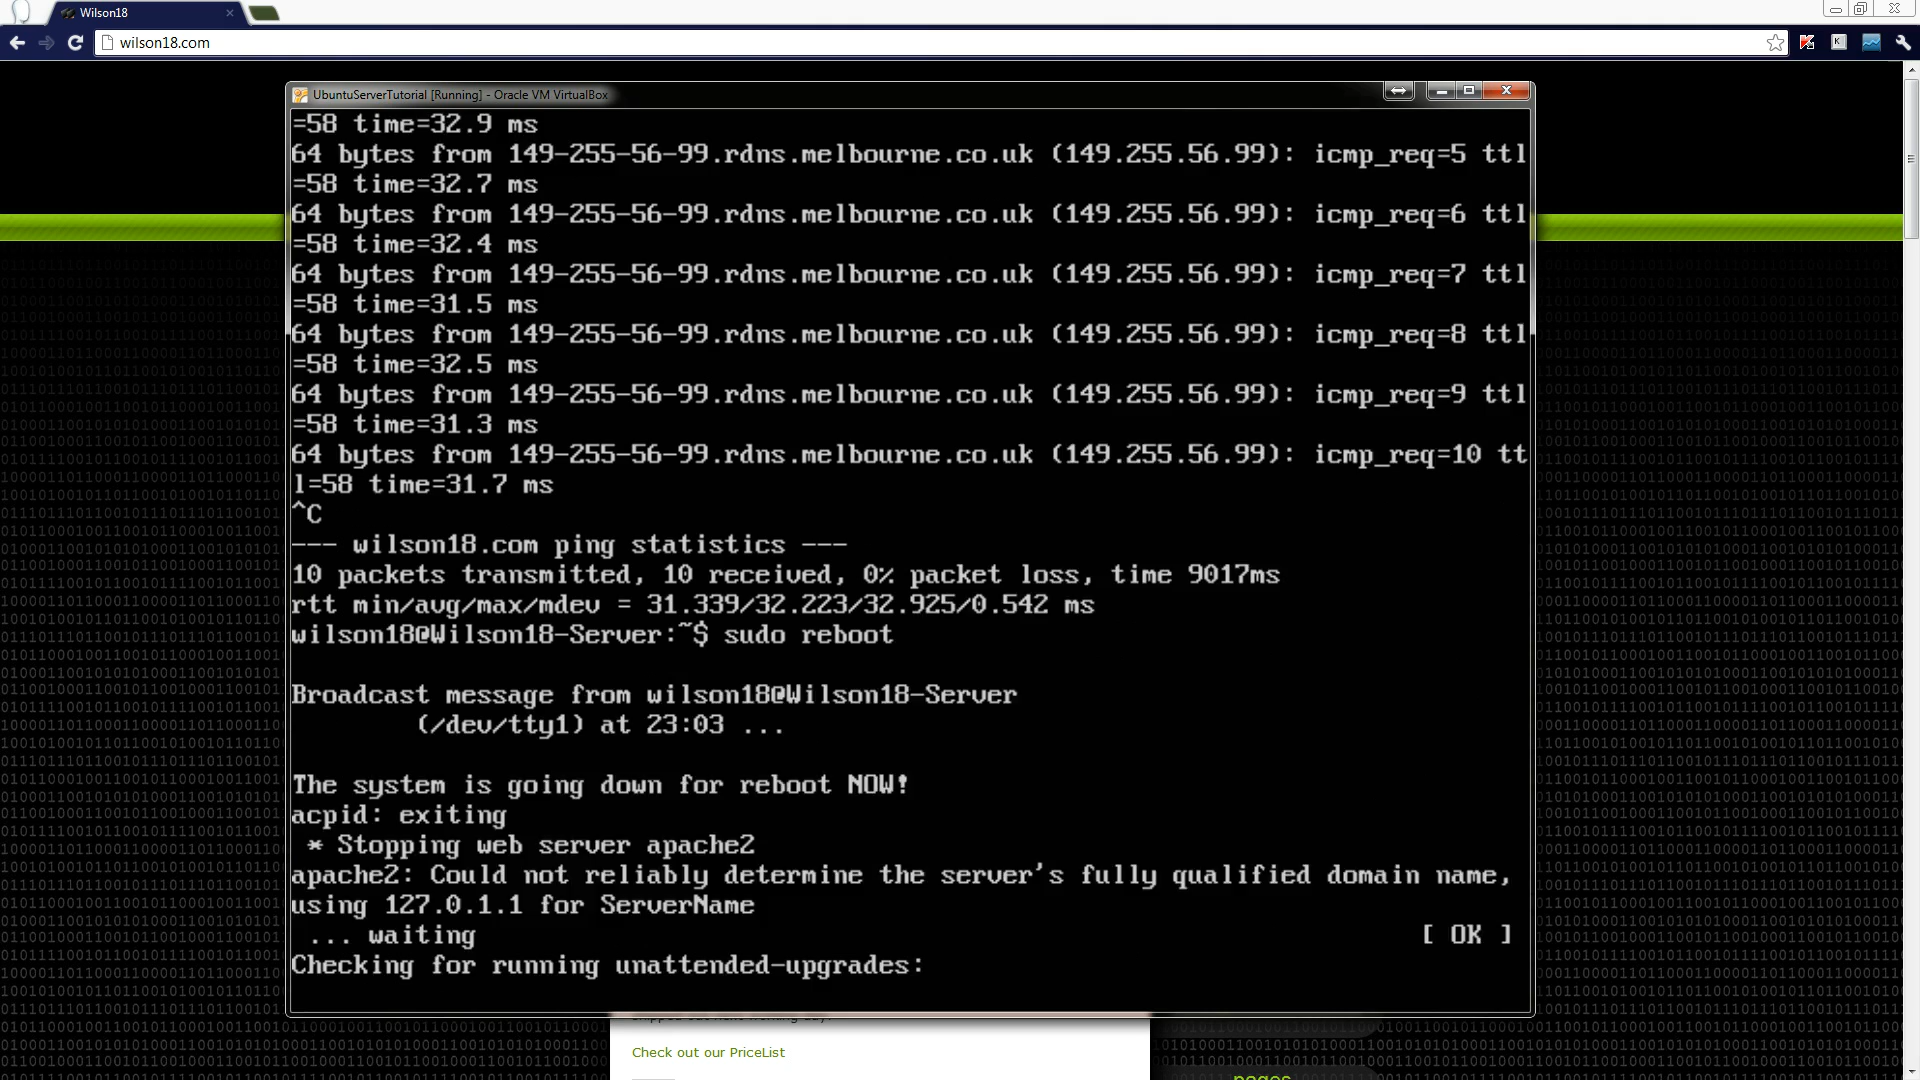 Wilson18
wilson18.com
UbuntuServerTutorial [Running] - Oracle VM VirtualBox
=58 time=32.9 ms
64 bytes from 149-255-56-99.rdns.melbourne.co.uk (149.255.56.99): icmp_req=5 ttl
=58 time=32.7 ms
64 bytes from 149-255-56-99.rdns.melbourne.co.uk (149.255.56.99): icmp_req=6 ttl
=58 time=32.4 ms
64 bytes from 149-255-56-99.rdns.melbourne.co.uk (149.255.56.99): icmp_req=7 ttl
=58 time=31.5 ms
64 bytes from 149-255-56-99.rdns.melbourne.co.uk (149.255.56.99): icmp_req=8 ttl
=58 time=32.5 ms
64 bytes from 149-255-56-99.rdns.melbourne.co.uk (149.255.56.99): icmp_req=9 ttl
=58 time=31.3 ms
64 bytes from 149-255-56-99.rdns.melbourne.co.uk (149.255.56.99): icmp_req=10 tt
l=58 time=31.7 ms
^C
--- wilson18.com ping statistics ---
10 packets transmitted, 10 received, 0% packet loss, time 9017ms
rtt min/avg/max/mdev = 31.339/32.223/32.925/0.542 ms
wilson18@Wilson18-Server:~$ sudo reboot
Broadcast message from wilson18@Wilson18-Server
(/dev/tty1) at 23:03 ...
The system is going down for reboot NOW!
acpid: exiting
* Stopping web server apache2
apache2: Could not reliably determine the server's fully qualified domain name,
using 127.0.1.1 for ServerName
... waiting [ OK ]
Checking for running unattended-upgrades:
Check out our PriceList
pages